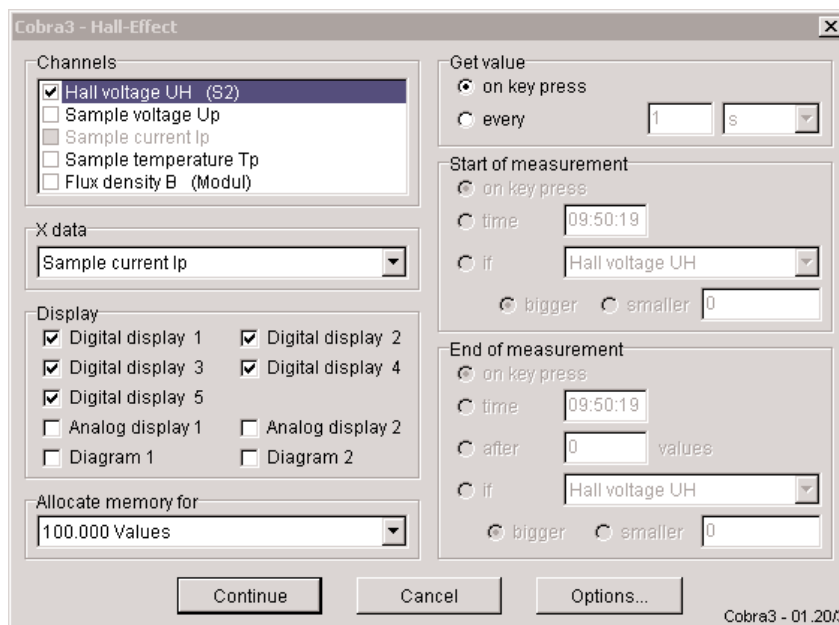 Cobra3 - Hall-Effect
Channels
Hall voltage UH (S2)
Sample voltage Up
Sample current Ip
Sample temperature Tp
Flux density B (Modul)
X data
Sample current Ip
Display
Digital display 1
Digital display 2
Digital display 3
Digital display 4
Digital display 5
Analog display 1
Analog display 2
Diagram 1
Diagram 2
Allocate memory for
100.000 Values
Get value
on key press
every 1 s
Start of measurement
on key press
time 09:50:19
if Hall voltage UH
bigger smaller 0
End of measurement
on key press
time 09:50:19
after 0 values
if Hall voltage UH
bigger smaller 0
Continue
Cancel
Options...
Cobra3 - 01.20/